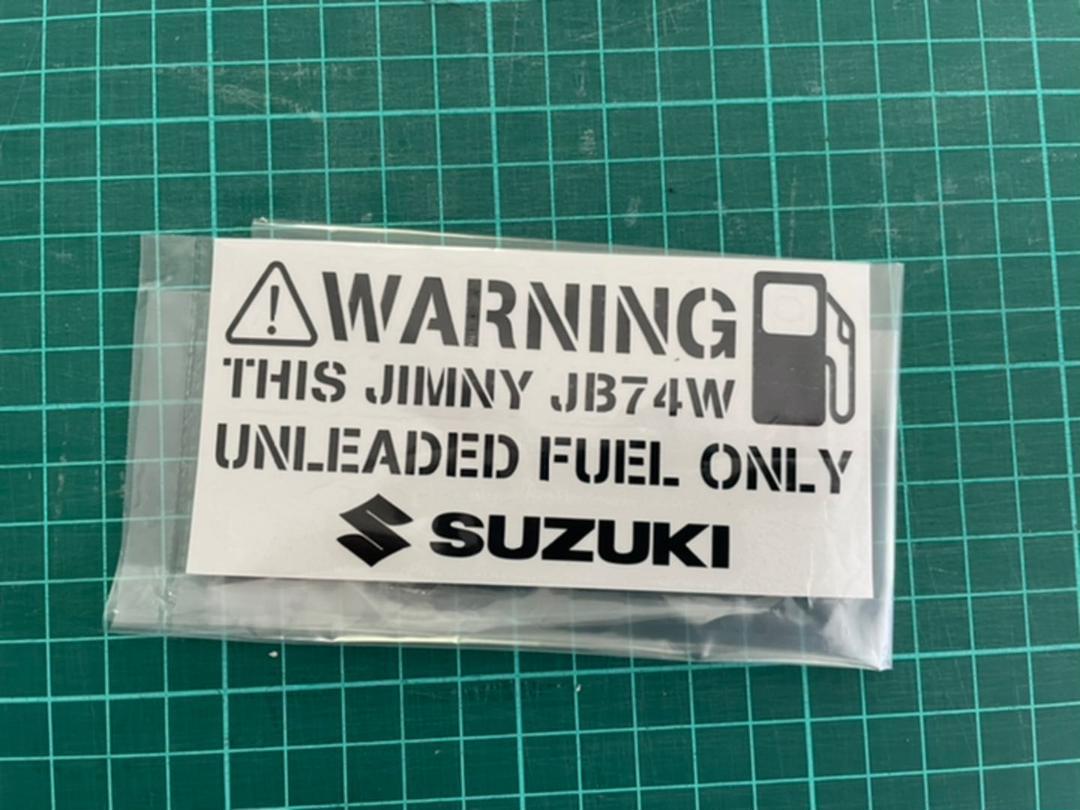 WARNING
THIS JIMNY JB74W
UNLEADED FUEL ONLY
SUZUKI